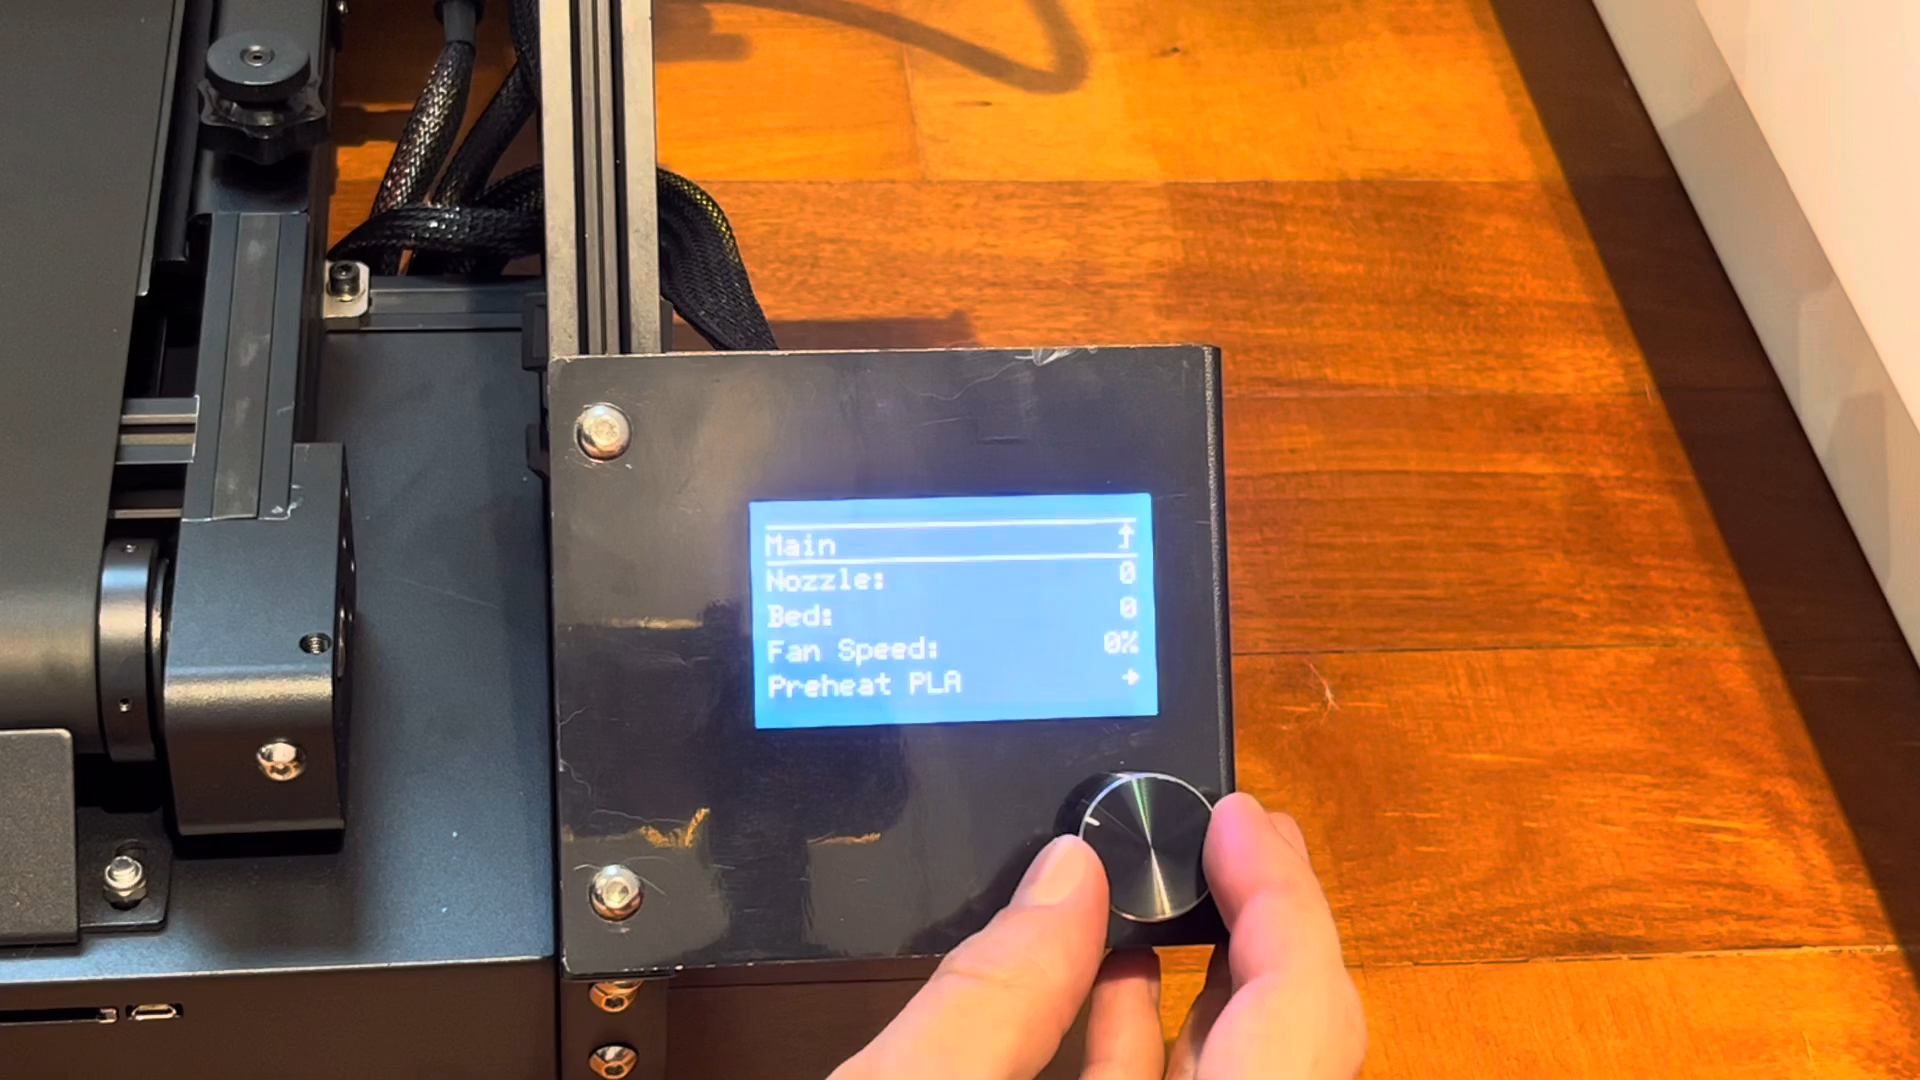 Main ↑
Nozzle: 0
Bed: 0
Fan Speed: 0%
Preheat PLA →